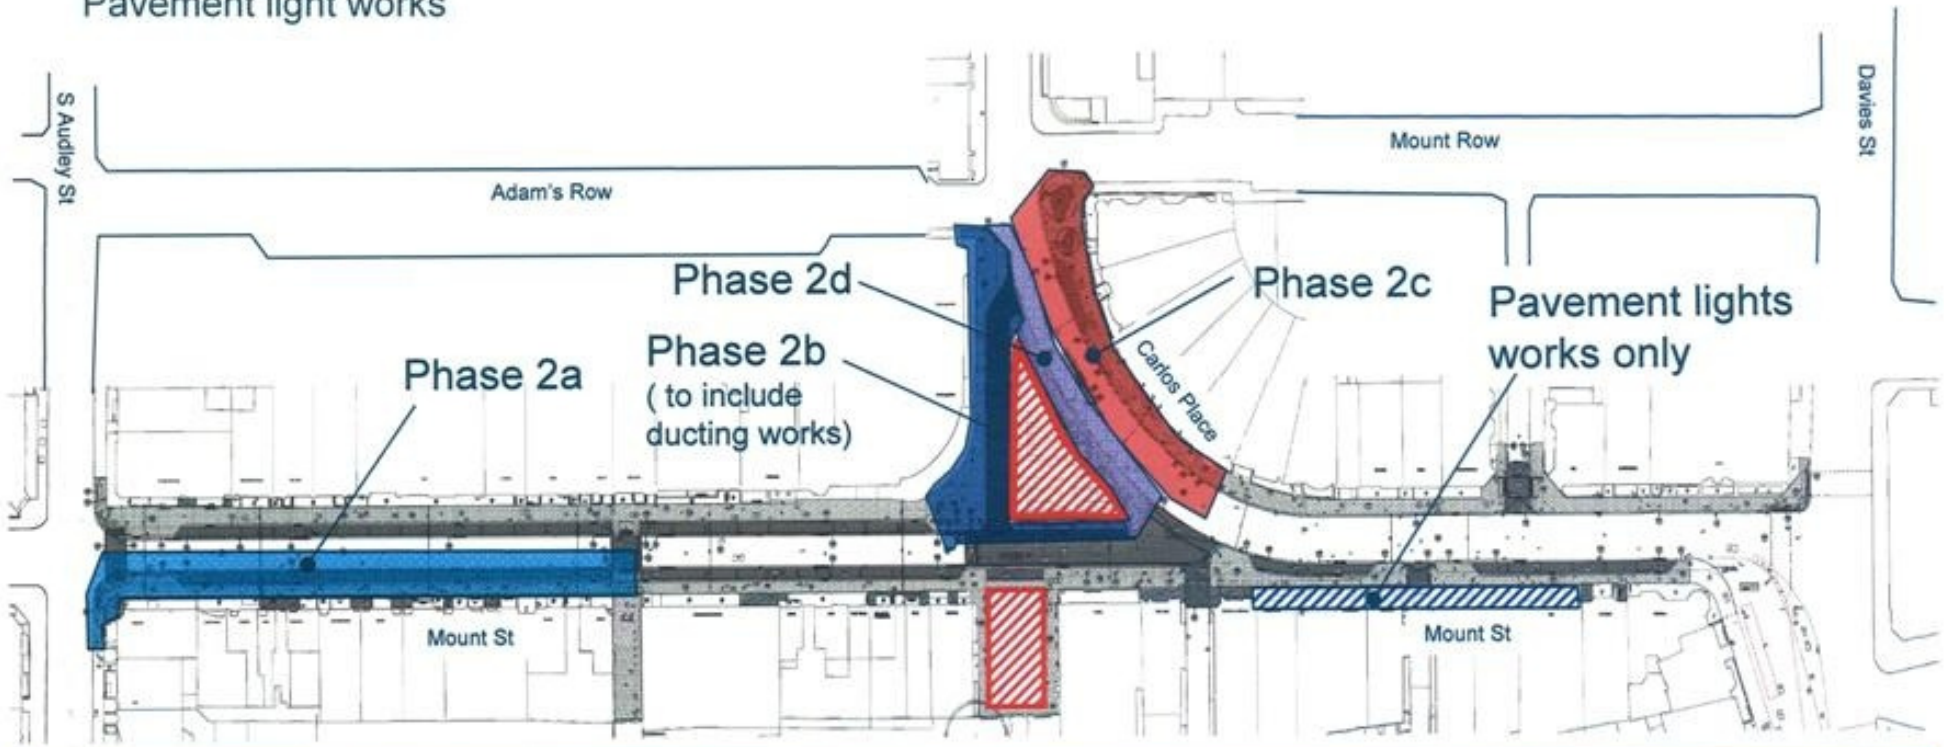 Pavement light works
S Audley St
Davies St
Mount Row
Adam's Row
Phase 2d
Phase 2c
Pavement lights
works only
Phase 2b
( to include
ducting works)
Carlos Place
Phase 2a
Mount St
Mount St